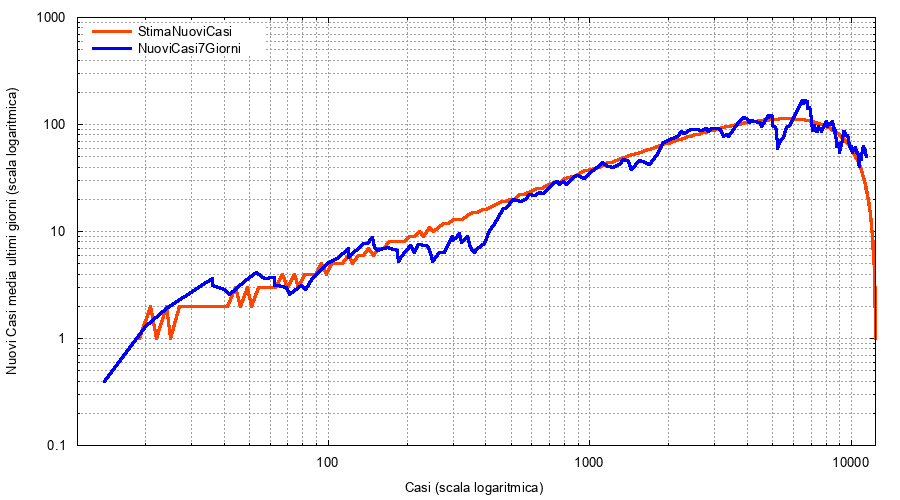 1000
StimaNuoviCasi
NuoviCasi7Giorni
100
10
1
0.1
Nuovi Casi media ultimi giorni (scala logaritmica)
100
1000
10000
Casi (scala logaritmica)